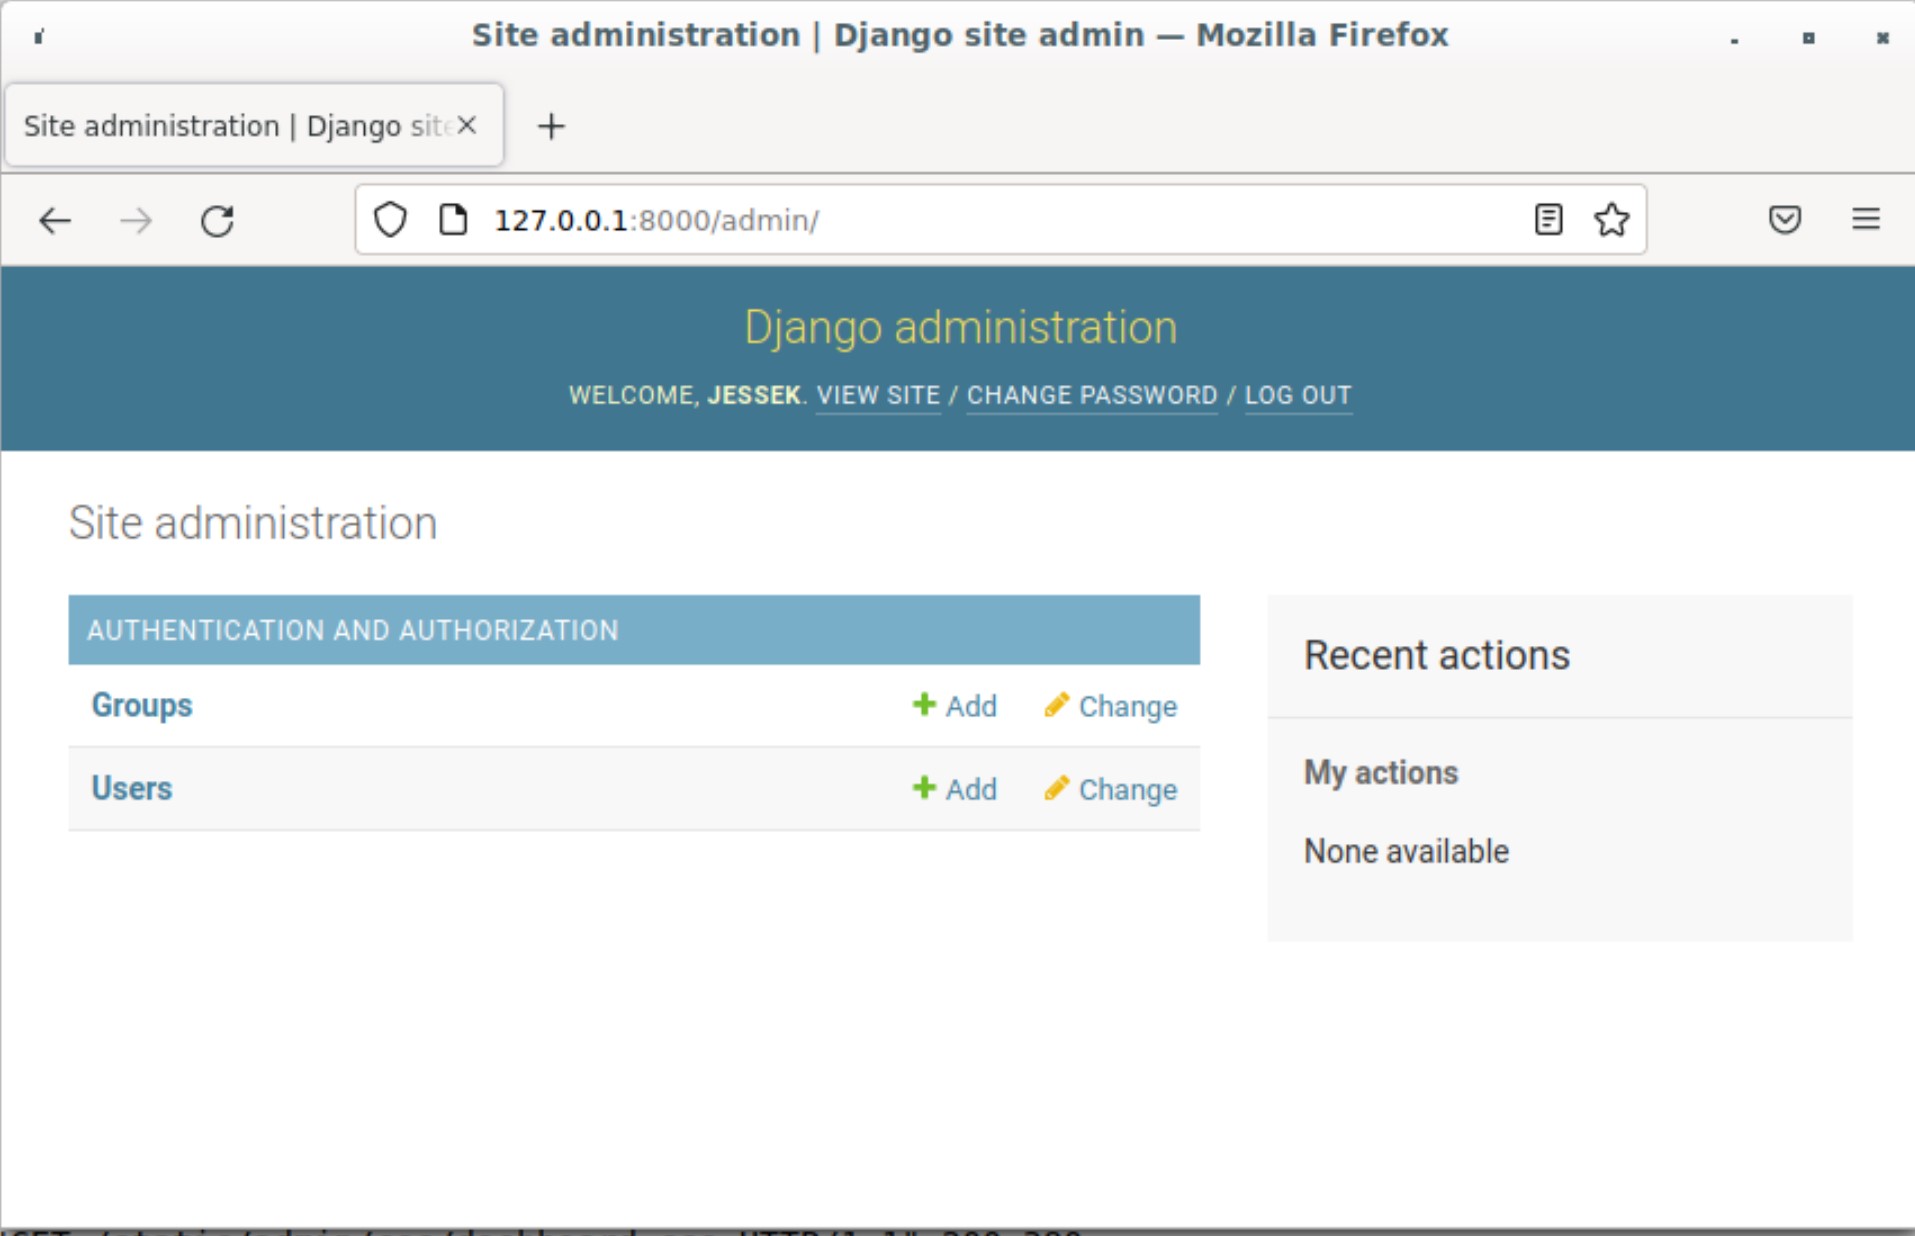 Site administration | Django site admin — Mozilla Firefox
Site administration | Django site
127.0.0.1:8000/admin/
Django administration
WELCOME, JESSEK. VIEW SITE / CHANGE PASSWORD / LOG OUT
Site administration
AUTHENTICATION AND AUTHORIZATION
Groups Add Change
Users Add Change
Recent actions
My actions
None available